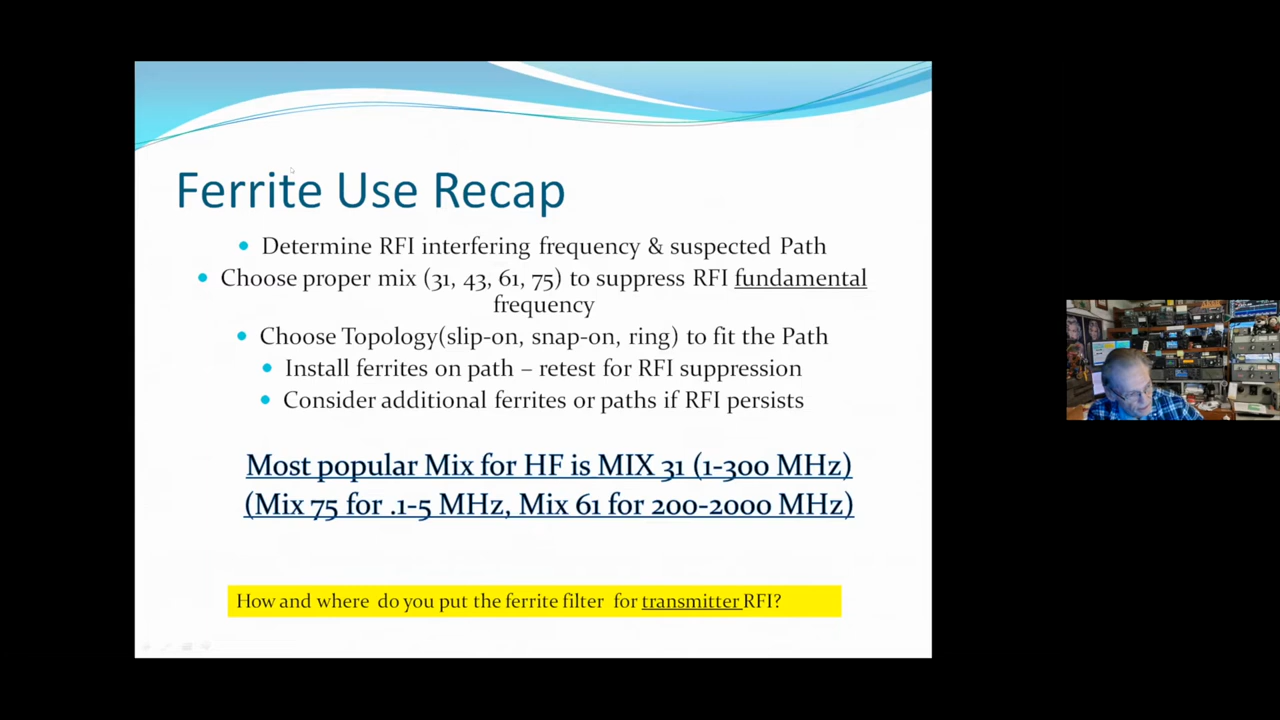 Ferrite Use Recap
Determine RFI interfering frequency & suspected Path
Choose proper mix (31, 43, 61, 75) to suppress RFI fundamental
frequency
Choose Topology(slip-on, snap-on, ring) to fit the Path
Install ferrites on path – retest for RFI suppression
Consider additional ferrites or paths if RFI persists
Most popular Mix for HF is MIX 31 (1-300 MHz)
(Mix 75 for .1-5 MHz, Mix 61 for 200-2000 MHz)
How and where do you put the ferrite filter for transmitter RFI?